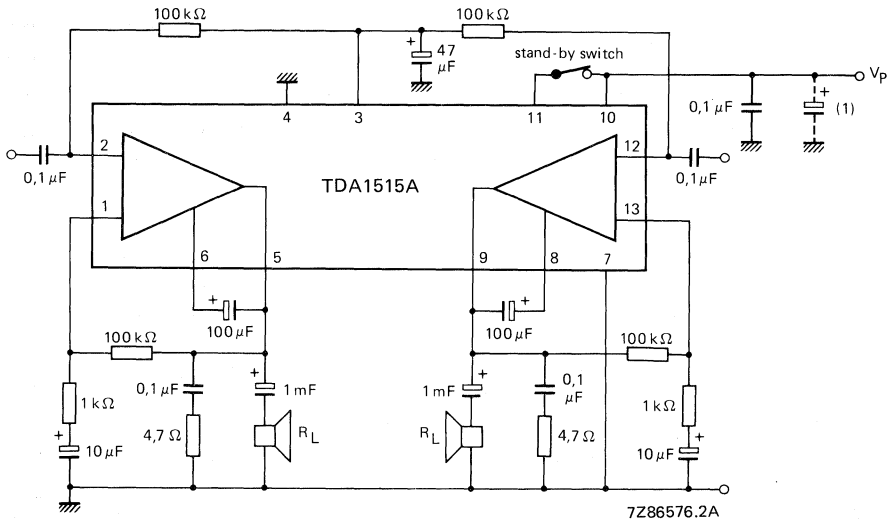 100 kΩ
100 kΩ
+
47 µF
stand-by switch
+
(1)
V_P
0,1 µF
4
3
11
10
0,1 µF
2
1
TDA1515A
12
13
0,1 µF
6
5
9
8
7
+
100 µF
+
100 µF
100 kΩ
100 kΩ
+
1 mF
0,1 µF
1 kΩ
4,7 Ω
R_L
+
10 µF
+
1 mF
0,1 µF
1 kΩ
R_L
4,7 Ω
+
10 µF
7Z86576.2A